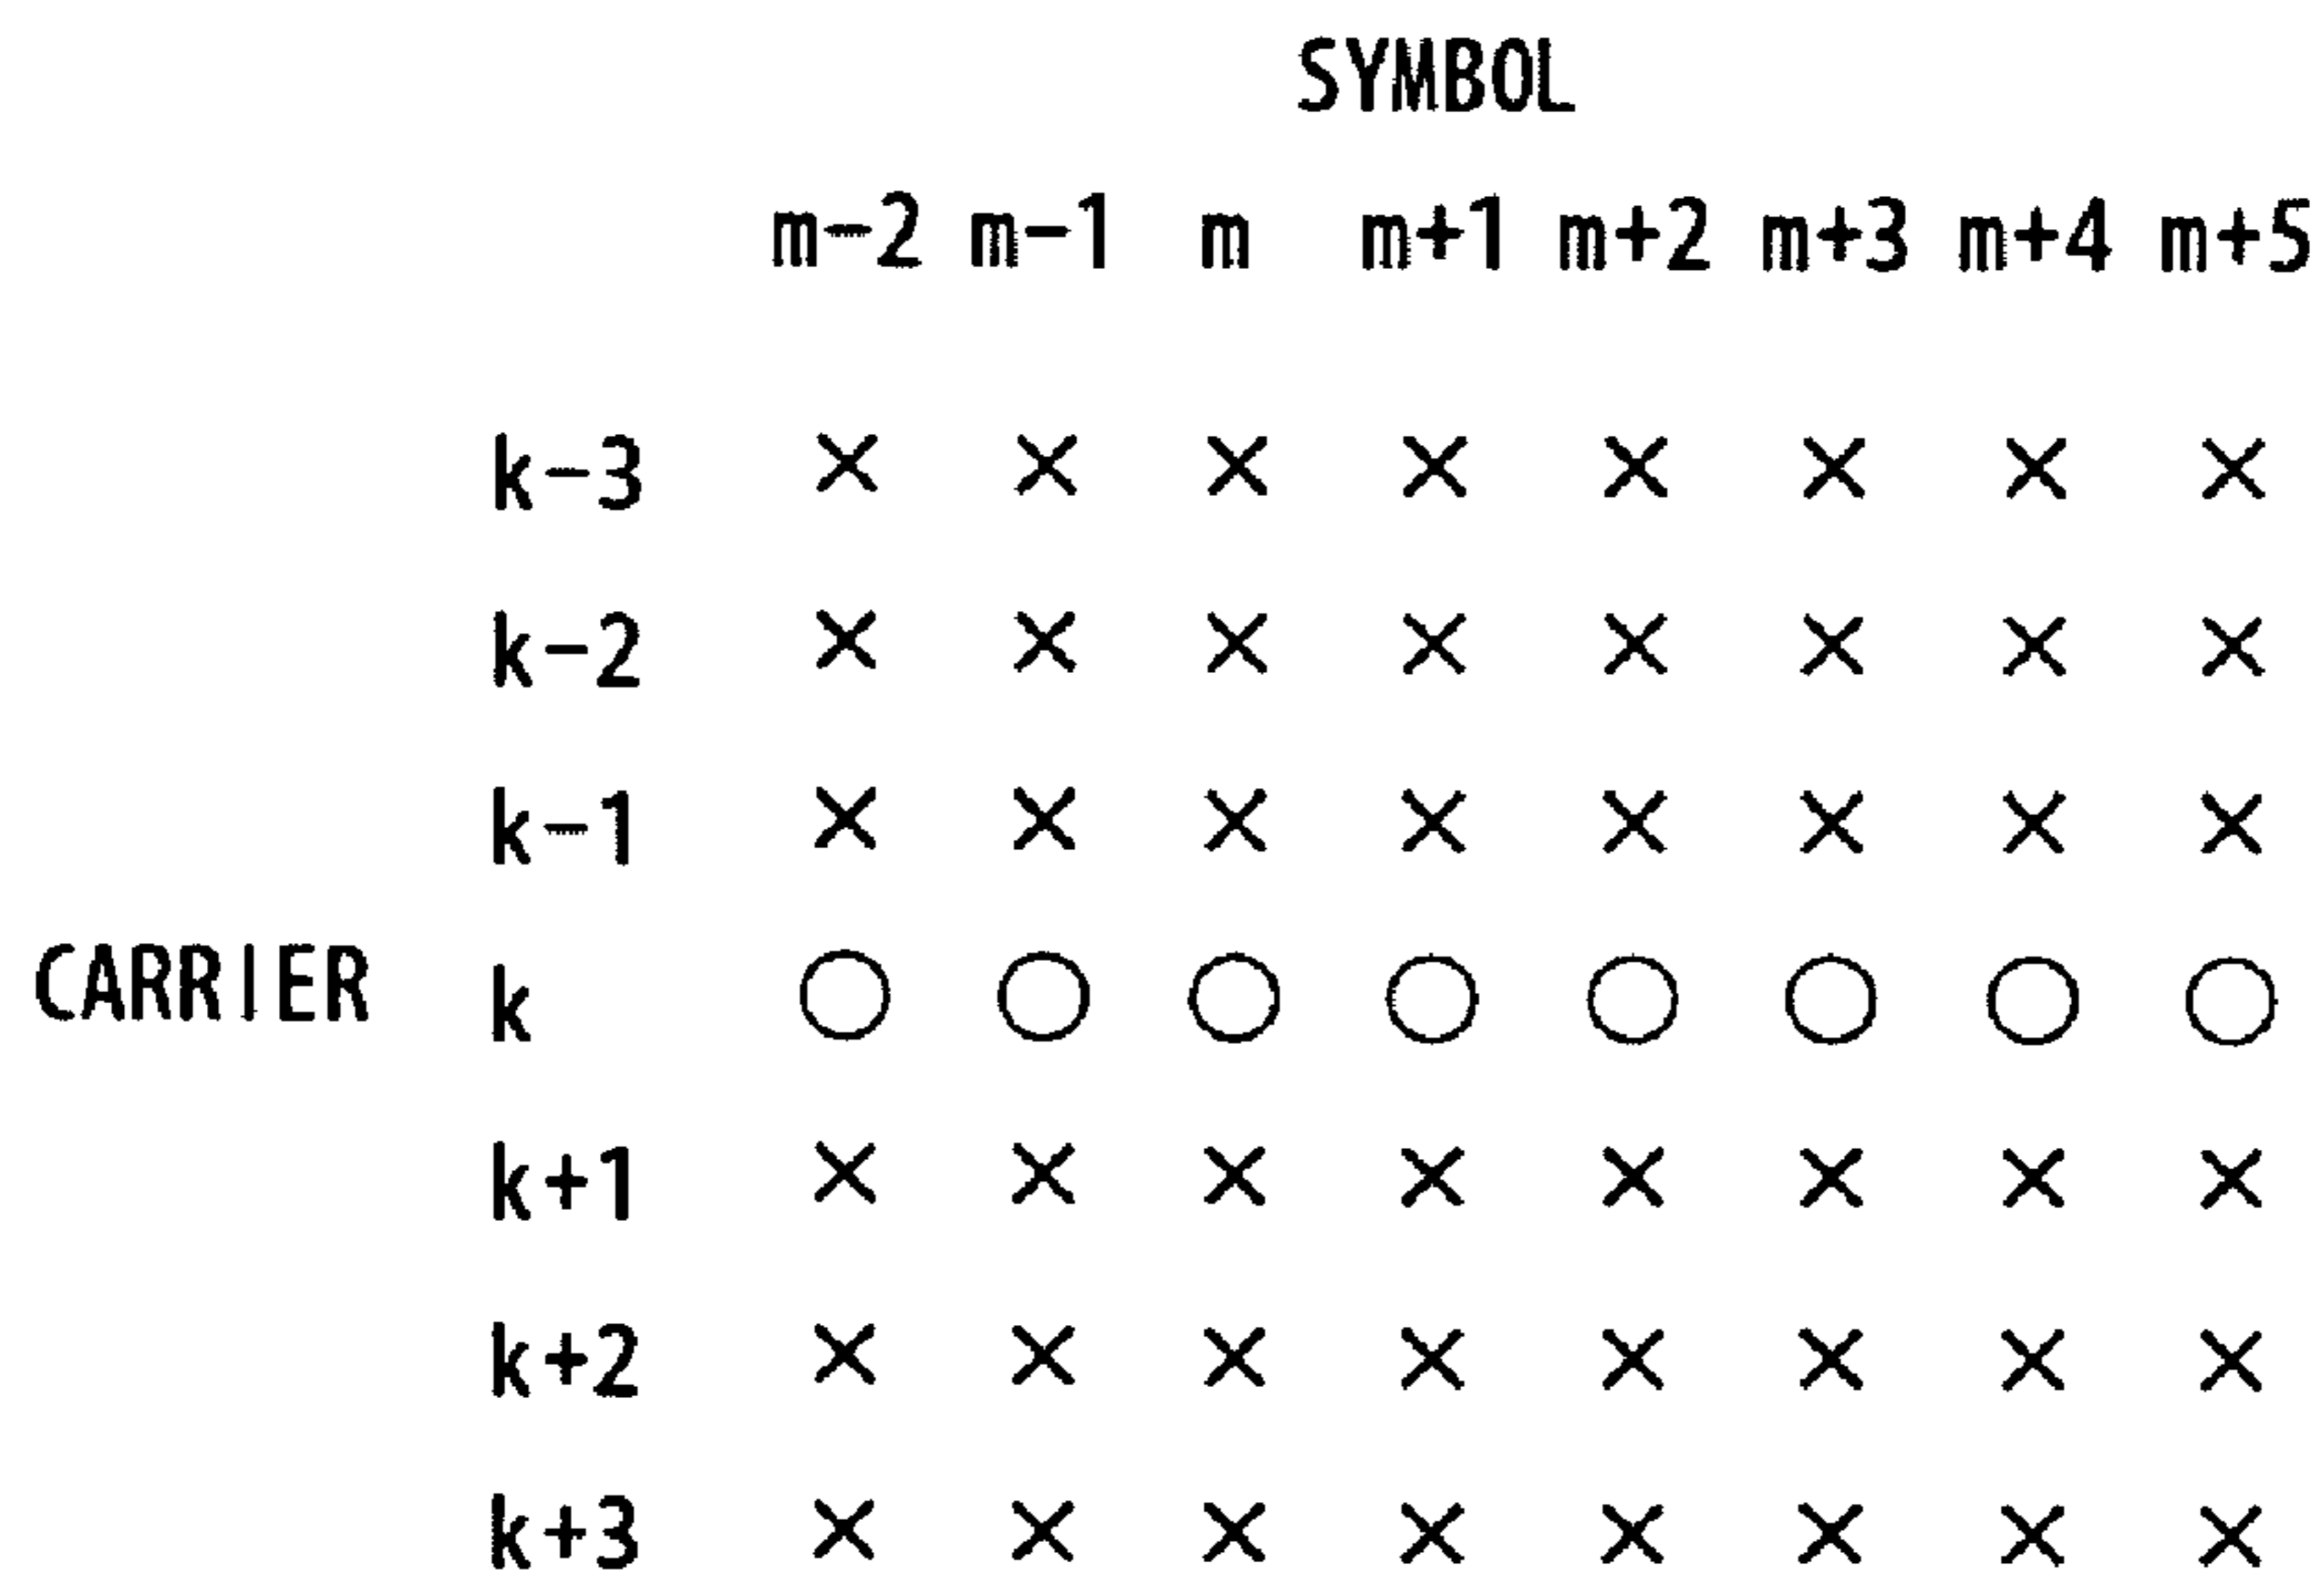 SYMBOL
m-2 m-1 m m+1 m+2 m+3 m+4 m+5
k-3 × × × × × × × ×
k-2 × × × × × × × ×
k-1 × × × × × × × ×
CARRIER k ○ ○ ○ ○ ○ ○ ○ ○
k+1 × × × × × × × ×
k+2 × × × × × × × ×
k+3 × × × × × × × ×